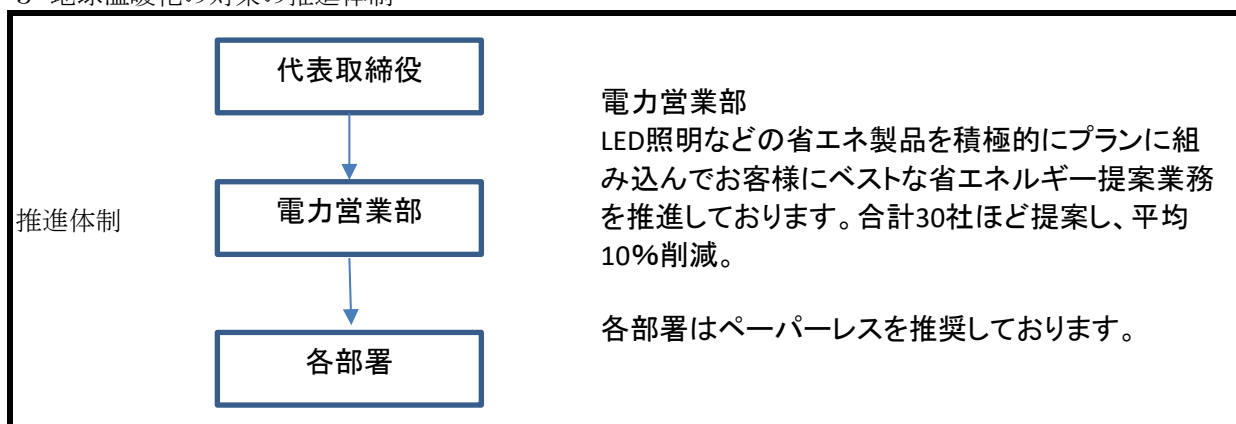 代表取締役
電力営業部
各部署
推進体制
電力営業部
LED照明などの省エネ製品を積極的にプランに組
み込んでお客様にベストな省エネルギー提案業務
を推進しております。合計30社ほど提案し、平均
10％削減。
各部署はペーパーレスを推奨しております。